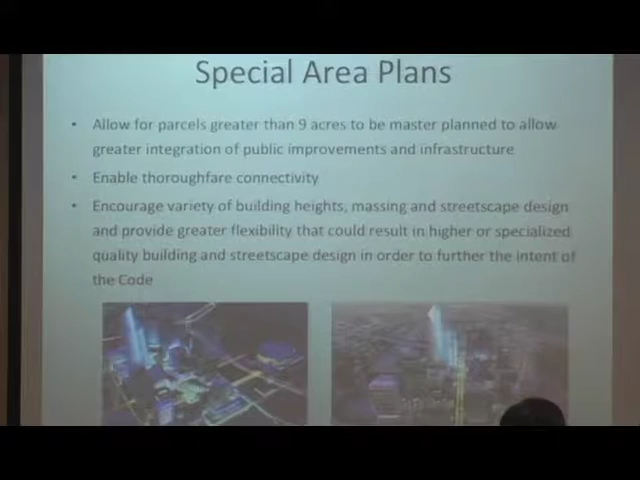 Special Area Plans
• Allow for parcels greater than 9 acres to be master planned to allow
greater integration of public improvements and infrastructure
• Enable thoroughfare connectivity
• Encourage variety of building heights, massing and streetscape design
and provide greater flexibility that could result in higher or specialized
quality building and streetscape design in order to further the intent of
the Code